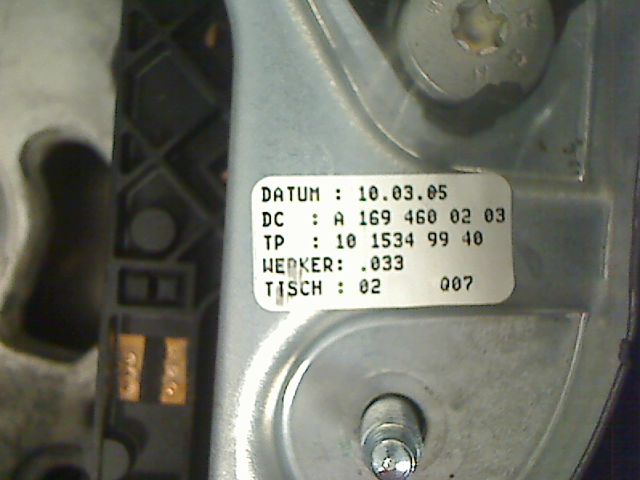 DATUM : 10.03.05
DC : A 169 460 02 03
TP : 10 1534 99 40
WERKER: .033
TISCH : 02 Q07